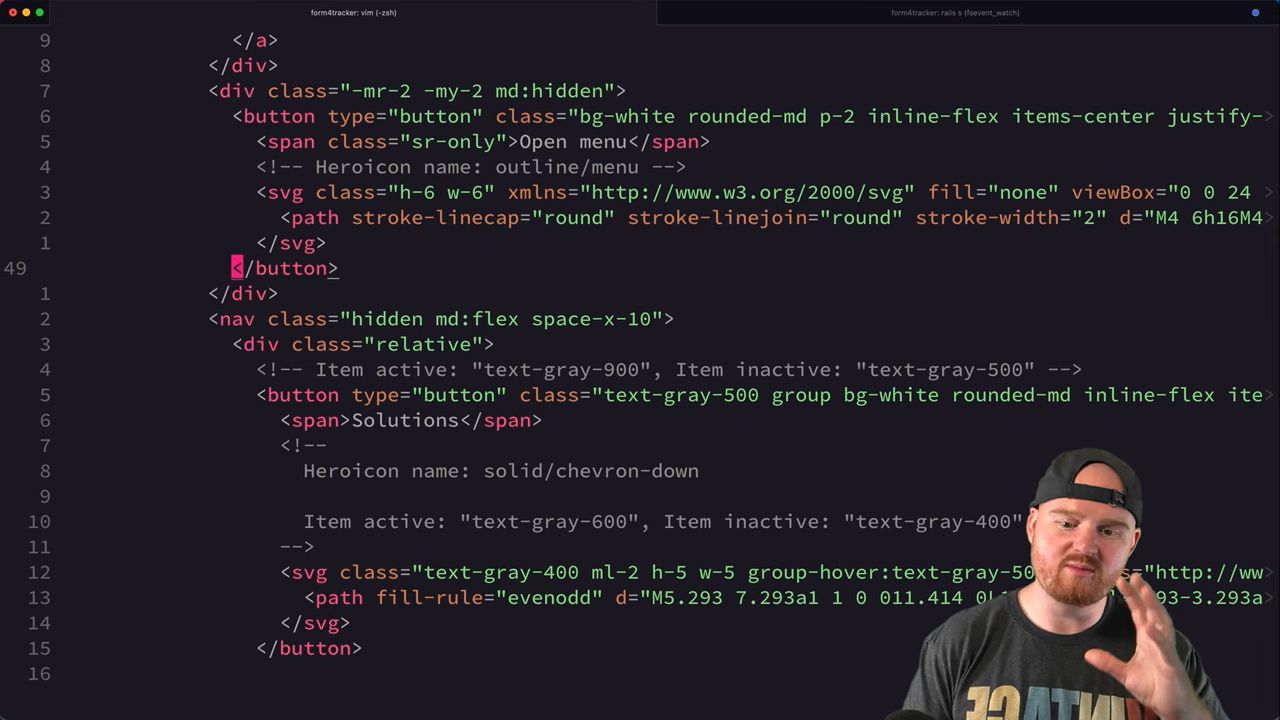 form4tracker: vim (-zsh)
form4tracker: rails s (fsevent_watch)
9 </a>
8 </div>
7 <div class="-mr-2 -my-2 md:hidden">
6 <button type="button" class="bg-white rounded-md p-2 inline-flex items-center justify->
5 <span class="sr-only">Open menu</span>
4 <!-- Heroicon name: outline/menu -->
3 <svg class="h-6 w-6" xmlns="http://www.w3.org/2000/svg" fill="none" viewBox="0 0 24 >
2 <path stroke-linecap="round" stroke-linejoin="round" stroke-width="2" d="M4 6h16M4>
1 </svg>
49 </button>
1 </div>
2 <nav class="hidden md:flex space-x-10">
3 <div class="relative">
4 <!-- Item active: "text-gray-900", Item inactive: "text-gray-500" -->
5 <button type="button" class="text-gray-500 group bg-white rounded-md inline-flex ite>
6 <span>Solutions</span>
7 <!--
8 Heroicon name: solid/chevron-down
9
10 Item active: "text-gray-600", Item inactive: "text-gray-400"
11 -->
12 <svg class="text-gray-400 ml-2 h-5 w-5 group-hover:text-gray-50 ="http://ww>
13 <path fill-rule="evenodd" d="M5.293 7.293a1 1 0 011.414 0L 93-3.293a>
14 </svg>
15 </button>
16